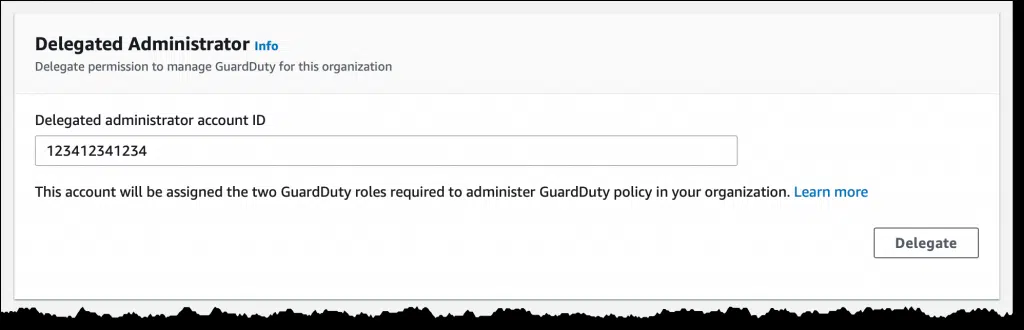 Delegated Administrator Info
Delegate permission to manage GuardDuty for this organization
Delegated administrator account ID
123412341234
This account will be assigned the two GuardDuty roles required to administer GuardDuty policy in your organization. Learn more
Delegate